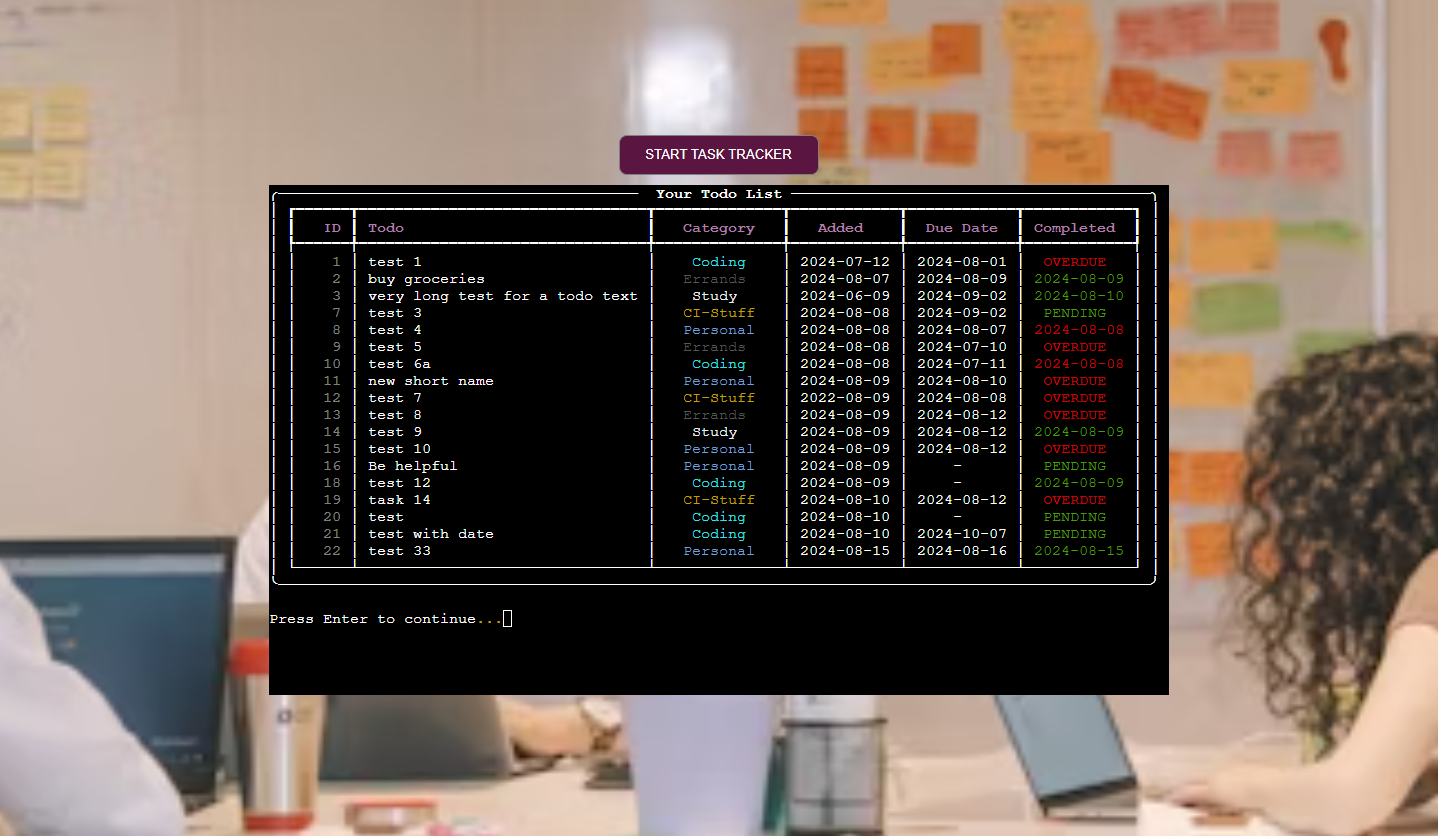 START TASK TRACKER
Your Todo List
ID Todo Category Added Due Date Completed
1 test 1 Coding 2024-07-12 2024-08-01 OVERDUE
2 buy groceries Errands 2024-08-07 2024-08-09 2024-08-09
3 very long test for a todo text Study 2024-06-09 2024-09-02 2024-08-10
7 test 3 CI-Stuff 2024-08-08 2024-09-02 PENDING
8 test 4 Personal 2024-08-08 2024-08-07 2024-08-08
9 test 5 Errands 2024-08-08 2024-07-10 OVERDUE
10 test 6a Coding 2024-08-08 2024-07-11 2024-08-08
11 new short name Personal 2024-08-09 2024-08-10 OVERDUE
12 test 7 CI-Stuff 2022-08-09 2024-08-08 OVERDUE
13 test 8 Errands 2024-08-09 2024-08-12 OVERDUE
14 test 9 Study 2024-08-09 2024-08-12 2024-08-09
15 test 10 Personal 2024-08-09 2024-08-12 OVERDUE
16 Be helpful Personal 2024-08-09 - PENDING
18 test 12 Coding 2024-08-09 - 2024-08-09
19 task 14 CI-Stuff 2024-08-10 2024-08-12 OVERDUE
20 test Coding 2024-08-10 - PENDING
21 test with date Coding 2024-08-10 2024-10-07 PENDING
22 test 33 Personal 2024-08-15 2024-08-16 2024-08-15
Press Enter to continue...